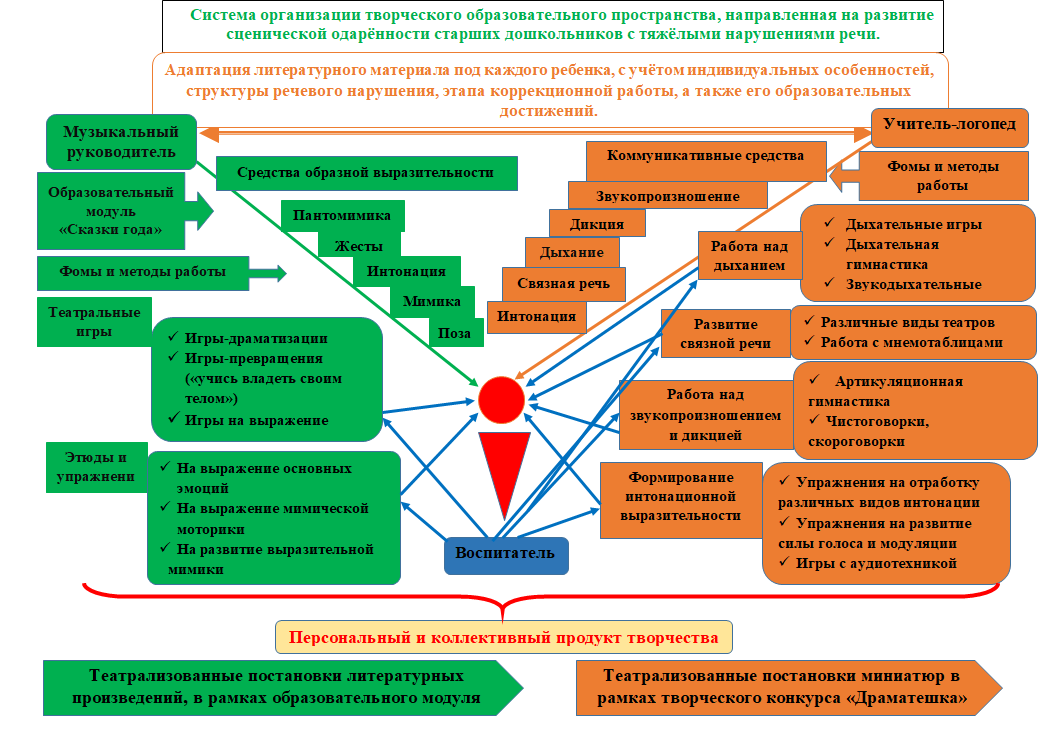 Система организации творческого образовательного пространства, направленная на развитие
сценической одарённости старших дошкольников с тяжёлыми нарушениями речи.
Адаптация литературного материала под каждого ребенка, с учётом индивидуальных особенностей,
структуры речевого нарушения, этапа коррекционной работы, а также его образовательных
достижений.
Музыкальный
руководитель
Учитель-логопед
Образовательный
модуль
«Сказки года»
Средства образной выразительности
Пантомимика
Жесты
Интонация
Мимика
Поза
Коммуникативные средства
Звукопроизношение
Дикция
Дыхание
Связная речь
Интонация
Фомы и методы
работы
Фомы и методы работы
Театральные
игры
✓ Игры-драматизации
✓ Игры-превращения
(«учись владеть своим
телом»)
✓ Игры на выражение
Этюды и
упражнени
✓ На выражение основных
эмоций
✓ На выражение мимической
моторики
✓ На развитие выразительной
мимики
Работа над
дыханием
✓ Дыхательные игры
✓ Дыхательная
гимнастика
✓ Звукодыхательные
Развитие
связной речи
✓ Различные виды театров
✓ Работа с мнемотаблицами
Работа над
звукопроизношением
и дикцией
✓ Артикуляционная
гимнастика
✓ Чистоговорки,
скороговорки
Формирование
интонационной
выразительности
✓ Упражнения на отработку
различных видов интонации
✓ Упражнения на развитие
силы голоса и модуляции
✓ Игры с аудиотехникой
Воспитатель
Персональный и коллективный продукт творчества
Театрализованные постановки литературных
произведений, в рамках образовательного модуля
Театрализованные постановки миниатюр в
рамках творческого конкурса «Драматешка»